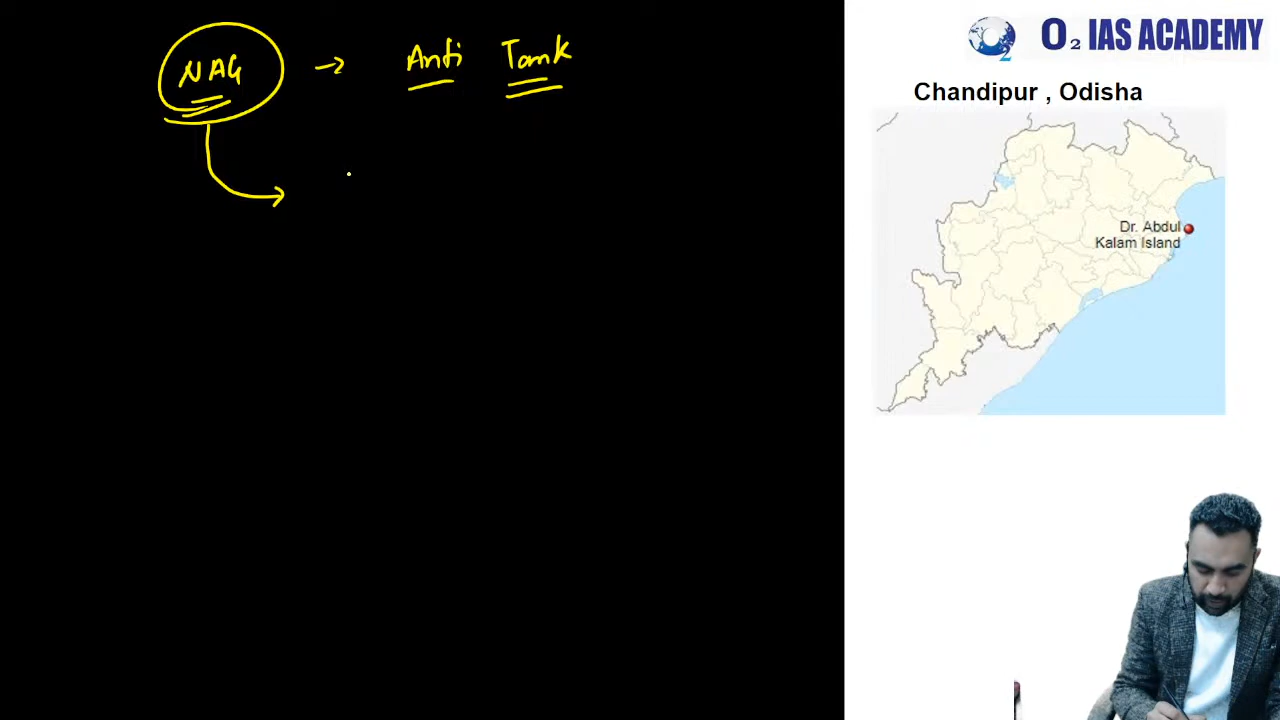 NAG → Anti Tank
O2 IAS ACADEMY
Chandipur , Odisha
Dr. Abdul
Kalam Island